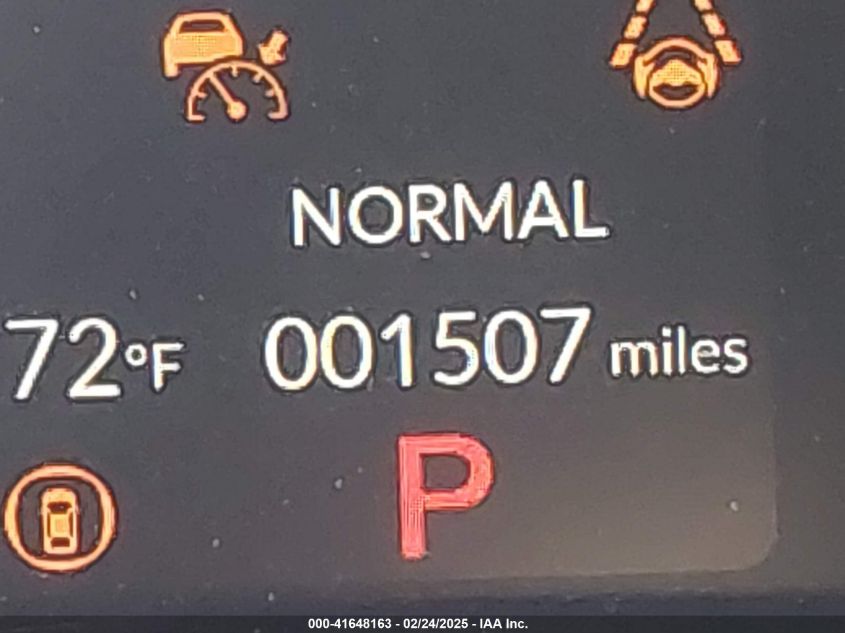 NORMAL
72°F 001507 miles
P
000-41648163 - 02/24/2025 - IAA Inc.